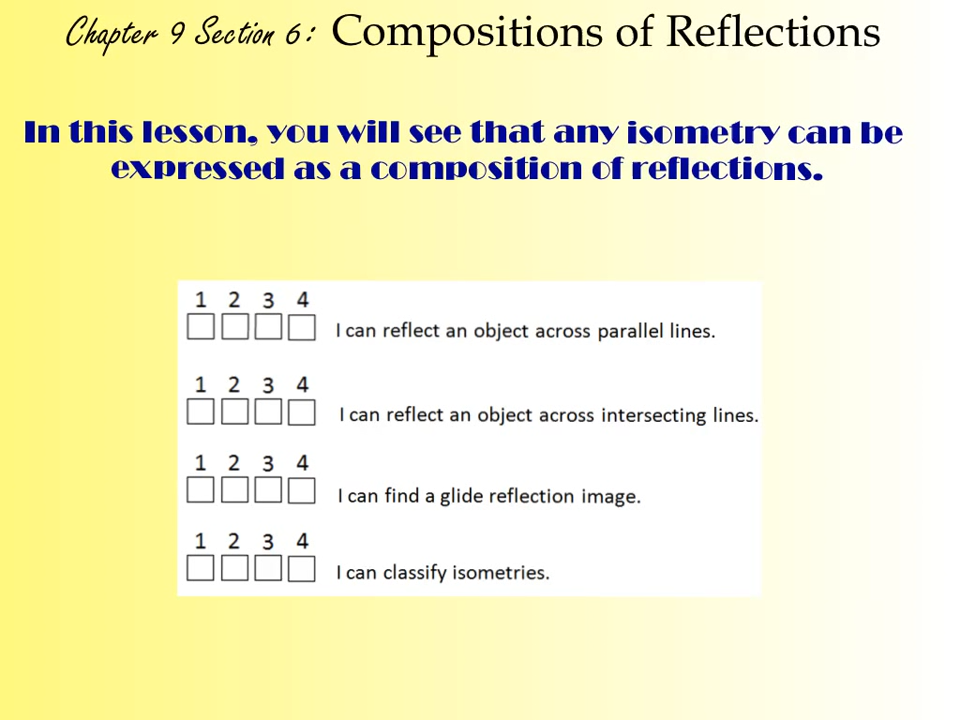 Chapter 9 Section 6: Compositions of Reflections
In this lesson, you will see that any isometry can be
expressed as a composition of reflections.
1 2 3 4
I can reflect an object across parallel lines.
1 2 3 4
I can reflect an object across intersecting lines.
1 2 3 4
I can find a glide reflection image.
1 2 3 4
I can classify isometries.